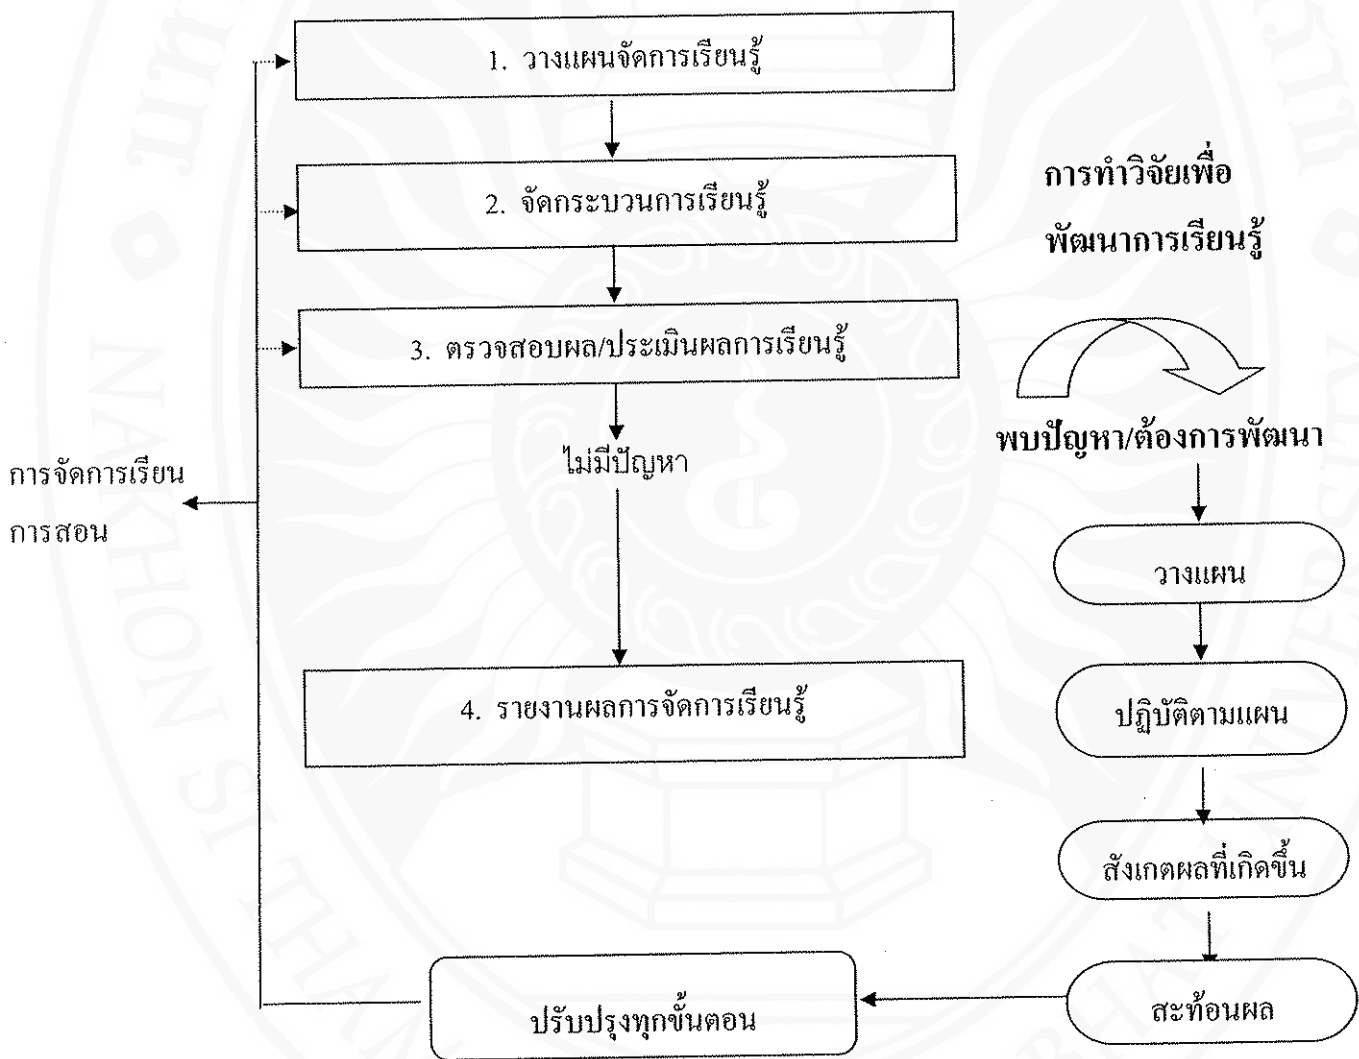 1. วางแผนจัดการเรียนรู้
2. จัดกระบวนการเรียนรู้
3. ตรวจสอบผล/ประเมินผลการเรียนรู้
ไม่มีปัญหา
4. รายงานผลการจัดการเรียนรู้
การจัดการเรียน
การสอน
การทำวิจัยเพื่อ
พัฒนาการเรียนรู้
พบปัญหา/ต้องการพัฒนา
วางแผน
ปฏิบัติตามแผน
สังเกตผลที่เกิดขึ้น
สะท้อนผล
ปรับปรุงทุกขั้นตอน
NAKHON SI THAM